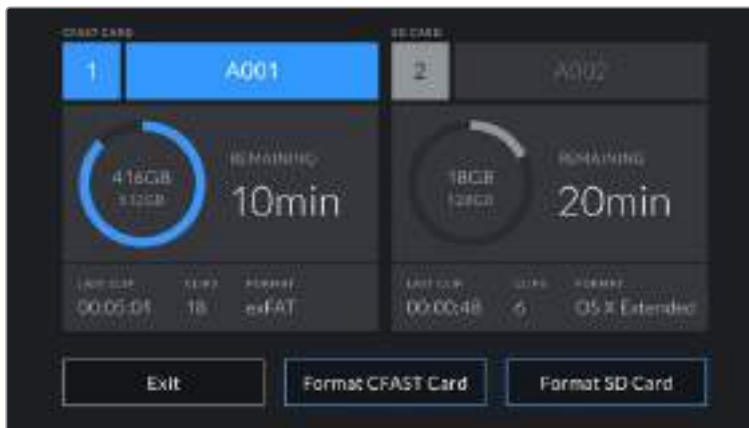 CFAST CARD
1
A001
416GB
512GB
REMAINING
10min
LAST CLIP
CLIPS
FORMAT
00:05:01
18
exFAT
SD CARD
2
A002
18GB
128GB
REMAINING
20min
LAST CLIP
CLIPS
FORMAT
00:00:48
6
OS X Extended
Exit
Format CFAST Card
Format SD Card